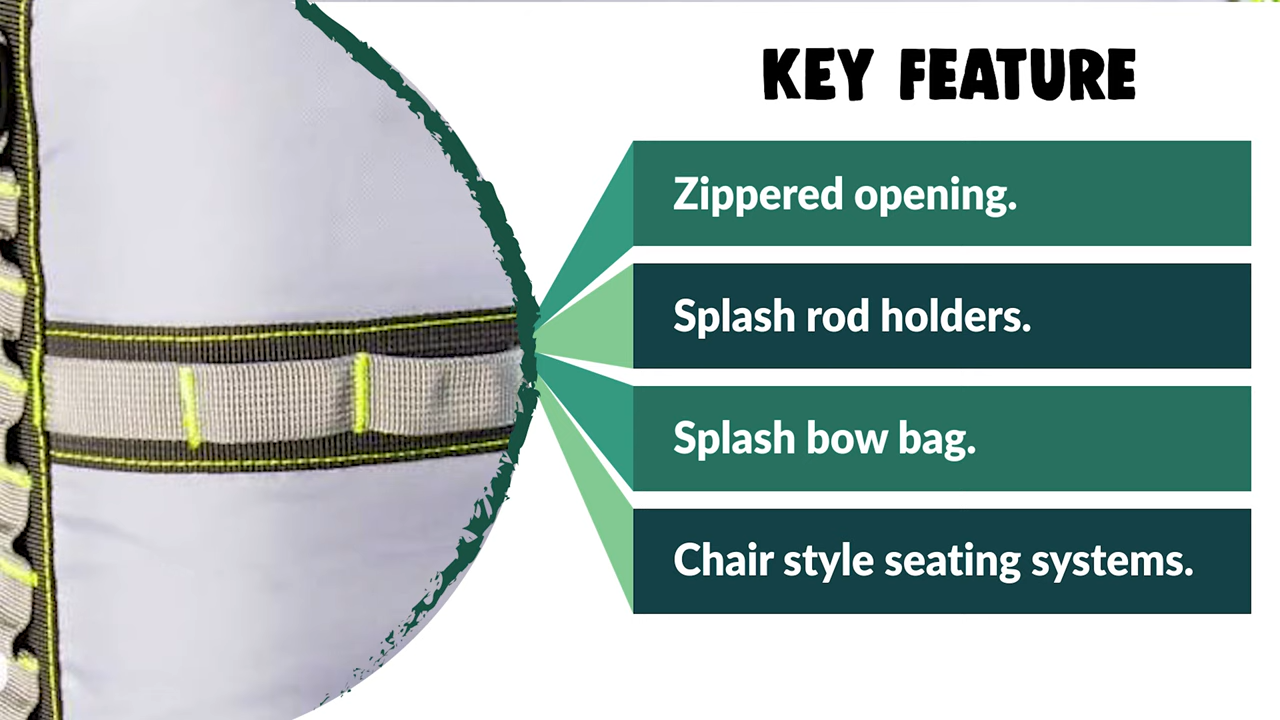 KEY FEATURE
Zippered opening.
Splash rod holders.
Splash bow bag.
Chair style seating systems.